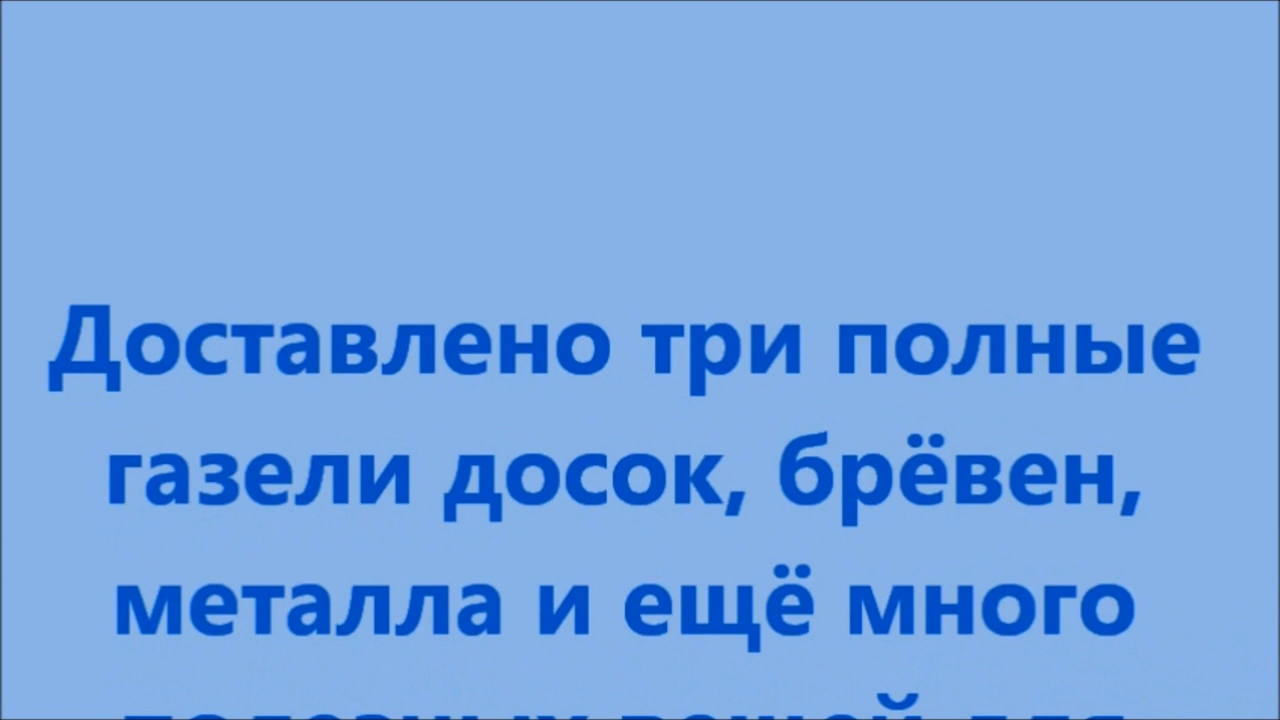 Доставлено три полные
газели досок, брёвен,
металла и ещё много